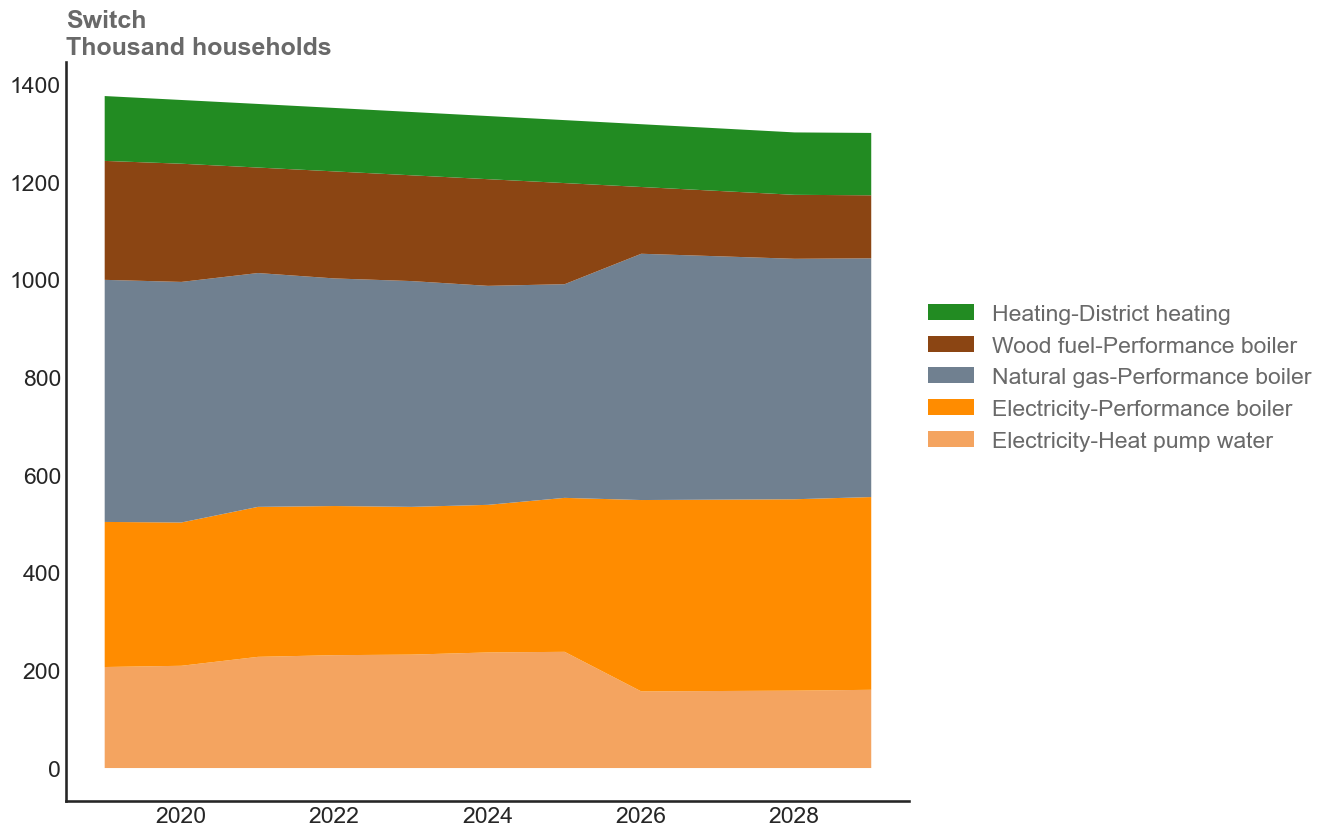 Switch
Thousand households
1400
1200
1000
800
600
400
200
0
2020 2022 2024 2026 2028
Heating-District heating
Wood fuel-Performance boiler
Natural gas-Performance boiler
Electricity-Performance boiler
Electricity-Heat pump water